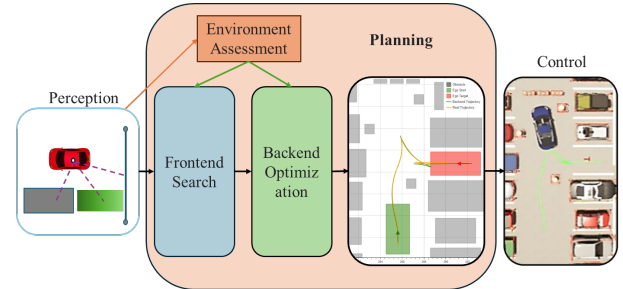 Environment
Assessment
Planning
Control
Perception
Frontend
Search
Backend
Optimiz
ation
Obstacle
Ego Start
Ego Target
Backend Trajectory
Real Trajectory